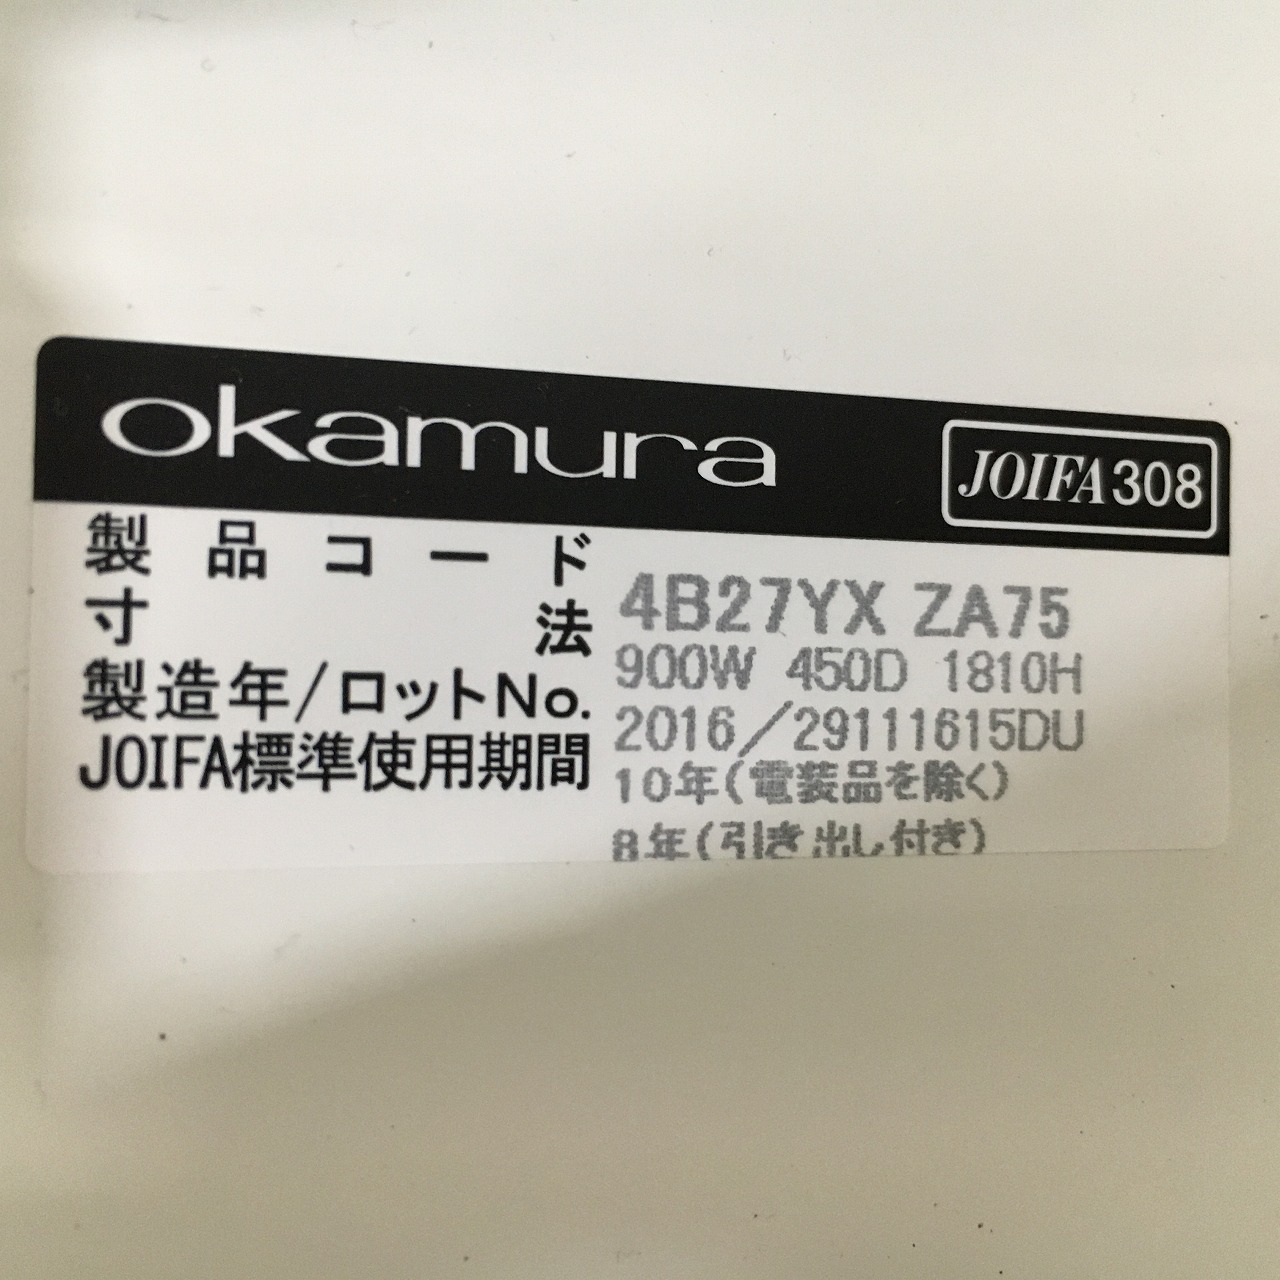 okamura JOIFA308
製品コード 4B27YX ZA75
寸法 900W 450D 1810H
製造年/ロットNo. 2016/29111615DU
JOIFA標準使用期間 10年(電装品を除く)
8年(引き出し付き)